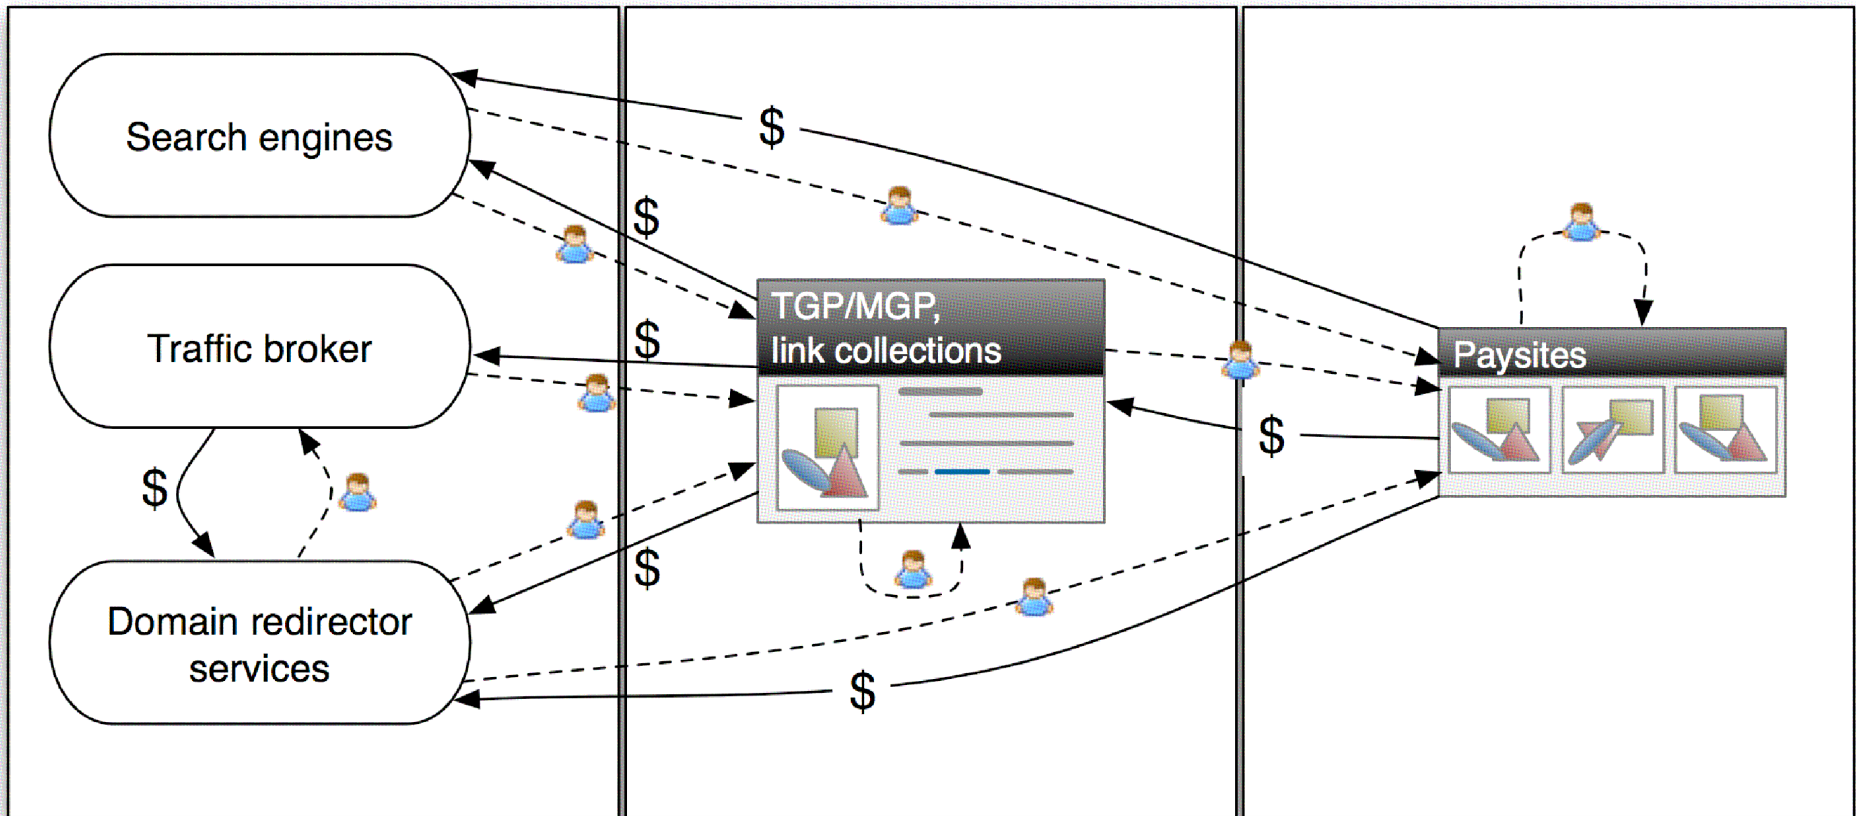 Search engines
$
$
TGP/MGP,
link collections
Traffic broker
$
Paysites
$
$
$
Domain redirector
services
$